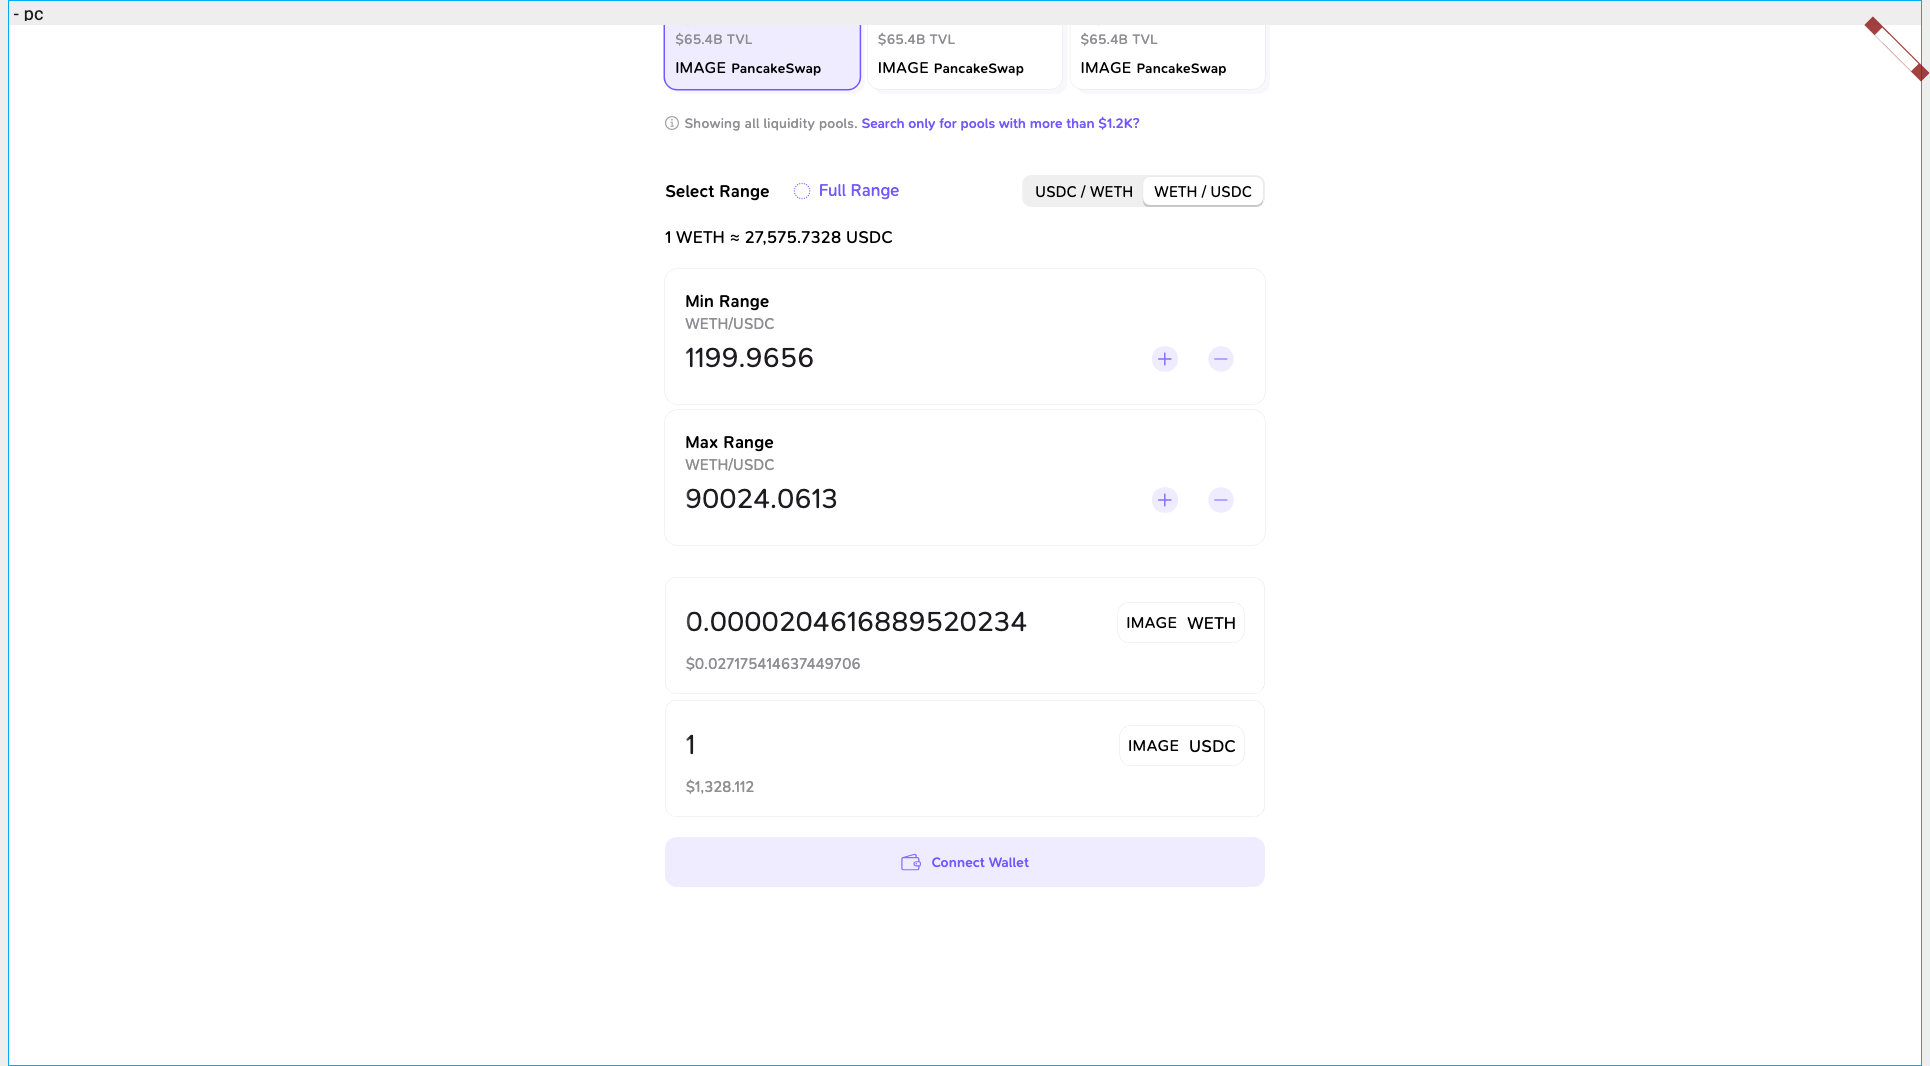 - pc
$65.4B TVL $65.4B TVL $65.4B TVL
IMAGE PancakeSwap IMAGE PancakeSwap IMAGE PancakeSwap
Showing all liquidity pools. Search only for pools with more than $1.2K?
Select Range Full Range USDC / WETH WETH / USDC
1 WETH ≈ 27,575.7328 USDC
Min Range
WETH/USDC
1199.9656
Max Range
WETH/USDC
90024.0613
0.0000204616889520234 IMAGE WETH
$0.027175414637449706
1 IMAGE USDC
$1,328.112
Connect Wallet